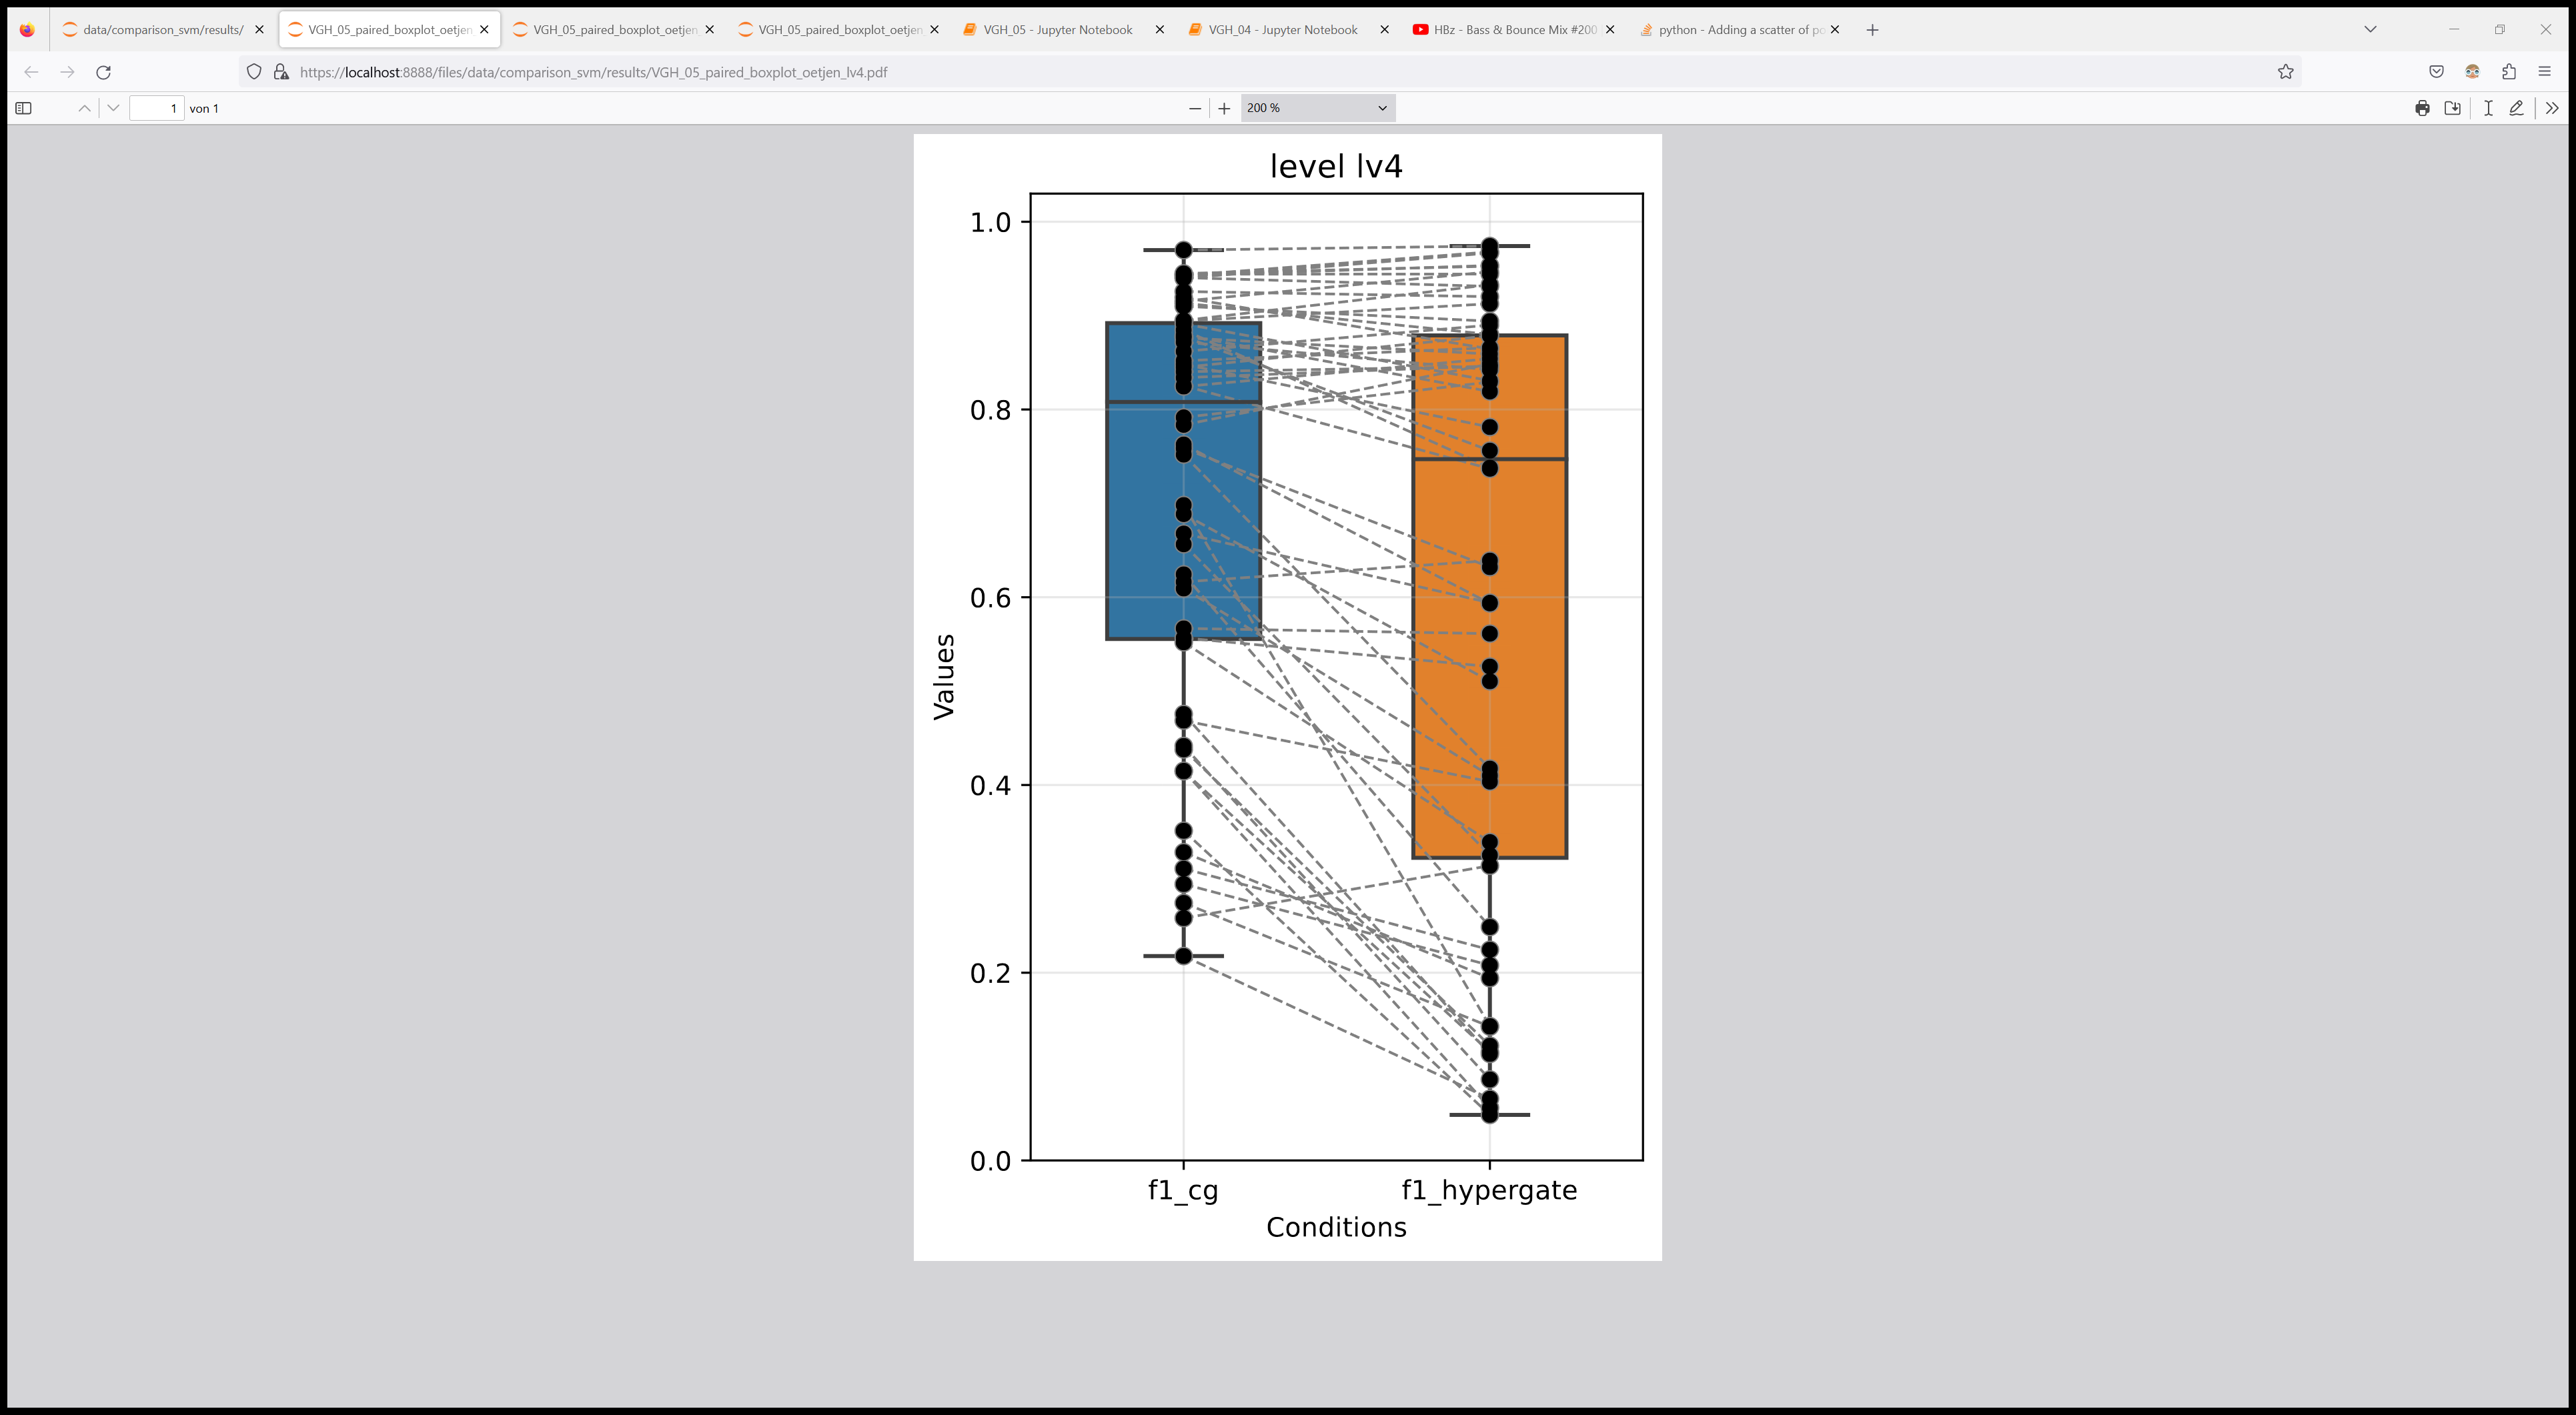 data/comparison_svm/results/
VGH_05_paired_boxplot_oetjen
VGH_05_paired_boxplot_oetjen
VGH_05_paired_boxplot_oetjen
VGH_05 - Jupyter Notebook
VGH_04 - Jupyter Notebook
HBz - Bass & Bounce Mix #200
python - Adding a scatter of po
https://localhost:8888/files/data/comparison_svm/results/VGH_05_paired_boxplot_oetjen_lv4.pdf
1 von 1
200 %
level lv4
1.0
0.8
0.6
0.4
0.2
0.0
Values
f1_cg
f1_hypergate
Conditions